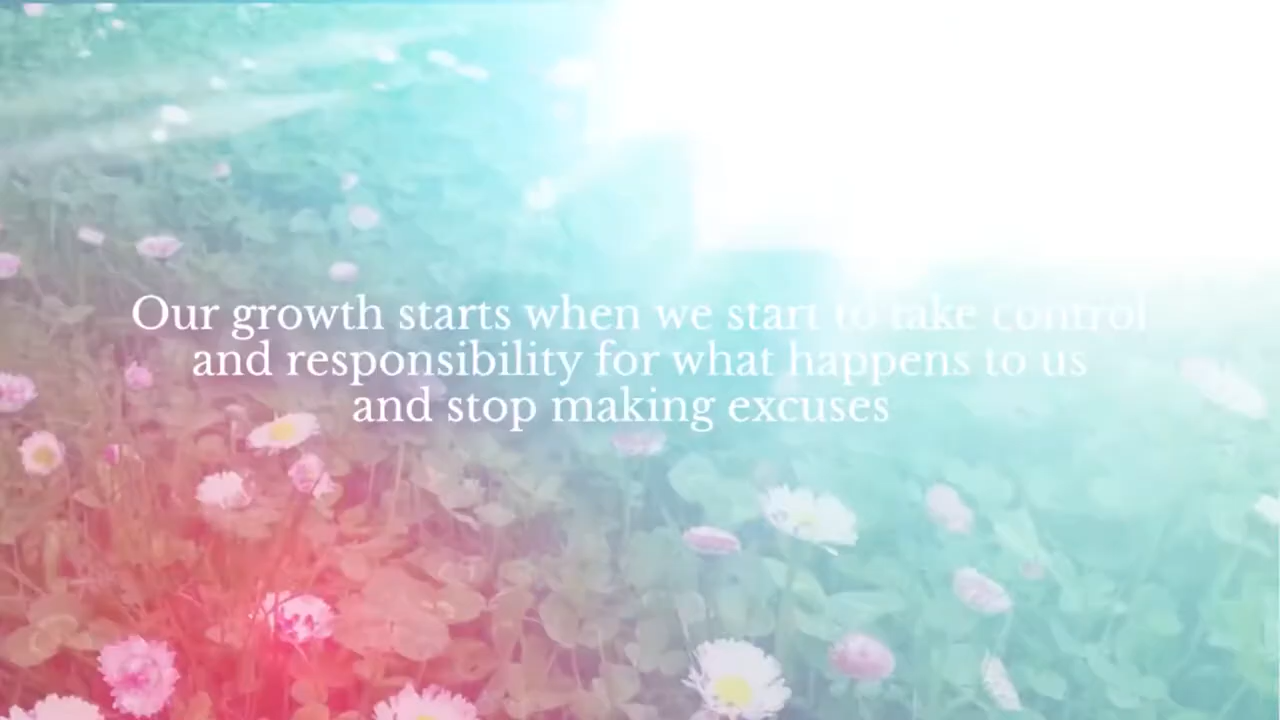 Our growth starts when we start to take control
and responsibility for what happens to us
and stop making excuses